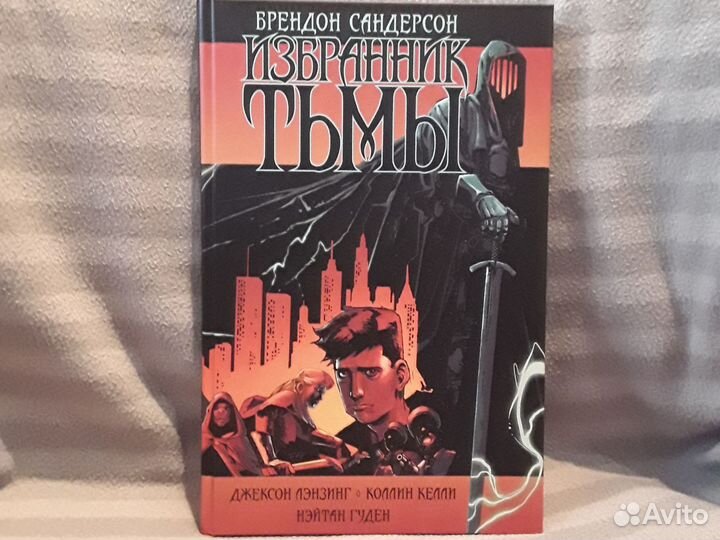 БРЕНДОН САНДЕРСОН
ИЗБРАННИК
ТЬМЫ
ДЖЕКСОН ЛЭНЗИНГ ◊ КОЛЛИН КЕЛЛИ
НЭЙТАН ГУДЕН
Avito